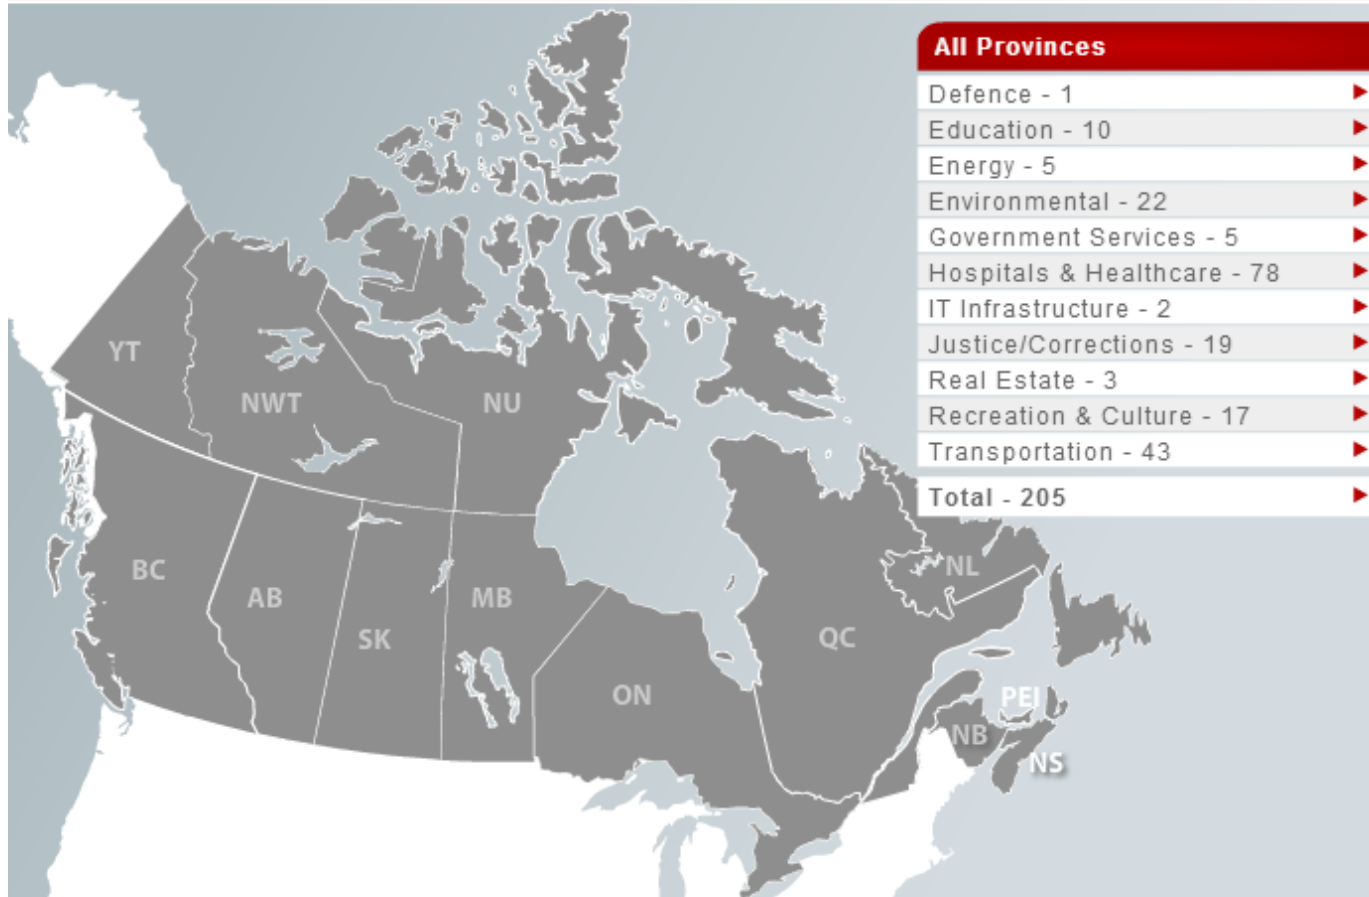 All Provinces
Defence - 1
Education - 10
Energy - 5
Environmental - 22
Government Services - 5
Hospitals & Healthcare - 78
IT Infrastructure - 2
Justice/Corrections - 19
Real Estate - 3
Recreation & Culture - 17
Transportation - 43
Total - 205
YT
NWT
NU
BC
AB
SK
MB
ON
QC
NL
PEI
NB
NS